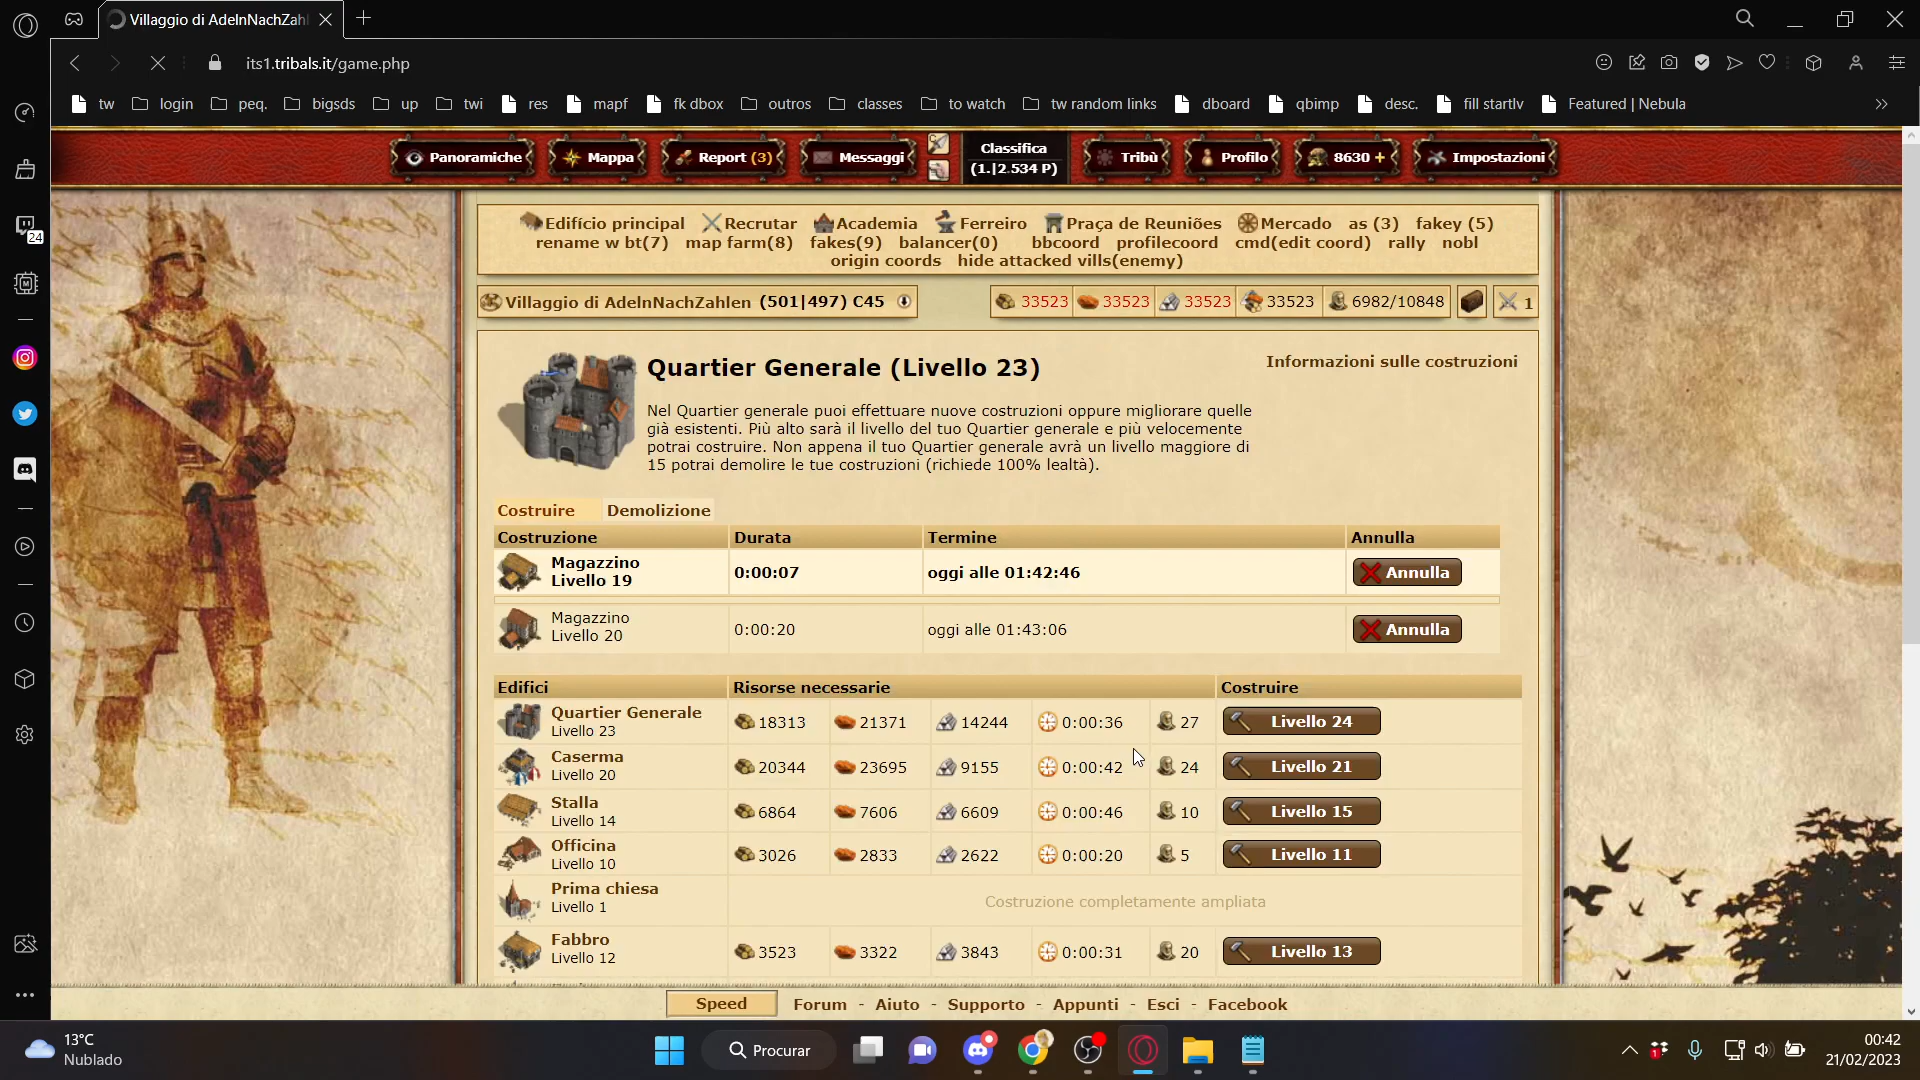 Villaggio di AdelnNachZahl
its1.tribals.it/game.php
tw login peq. bigsds up twi res mapf fk dbox outros classes to watch tw random links dboard qbimp desc. fill startlv Featured | Nebula
24
Panoramiche Mappa Report (3) Messaggi Classifica (1.|2.534 P) Tribù Profilo 8630 + Impostazioni
Edifício principal Recrutar Academia Ferreiro Praça de Reuniões Mercado as (3) fakey (5)
rename w bt(7) map farm(8) fakes(9) balancer(0) bbcoord profilecoord cmd(edit coord) rally nobl
origin coords hide attacked vills(enemy)
Villaggio di AdelnNachZahlen (501|497) C45 33523 33523 33523 33523 6982/10848 1
Quartier Generale (Livello 23)
Informazioni sulle costruzioni
Nel Quartier generale puoi effettuare nuove costruzioni oppure migliorare quelle
già esistenti. Più alto sarà il livello del tuo Quartier generale e più velocemente
potrai costruire. Non appena il tuo Quartier generale avrà un livello maggiore di
15 potrai demolire le tue costruzioni (richiede 100% lealtà).
Costruire Demolizione
Costruzione Durata Termine Annulla
Magazzino
Livello 19 0:00:07 oggi alle 01:42:46 Annulla
Magazzino
Livello 20 0:00:20 oggi alle 01:43:06 Annulla
Edifici Risorse necessarie Costruire
Quartier Generale
Livello 23 18313 21371 14244 0:00:36 27 Livello 24
Caserma
Livello 20 20344 23695 9155 0:00:42 24 Livello 21
Stalla
Livello 14 6864 7606 6609 0:00:46 10 Livello 15
Officina
Livello 10 3026 2833 2622 0:00:20 5 Livello 11
Prima chiesa
Livello 1 Costruzione completamente ampliata
Fabbro
Livello 12 3523 3322 3843 0:00:31 20 Livello 13
Speed Forum - Aiuto - Supporto - Appunti - Esci - Facebook
13°C
Nublado
Procurar
1
00:42
21/02/2023